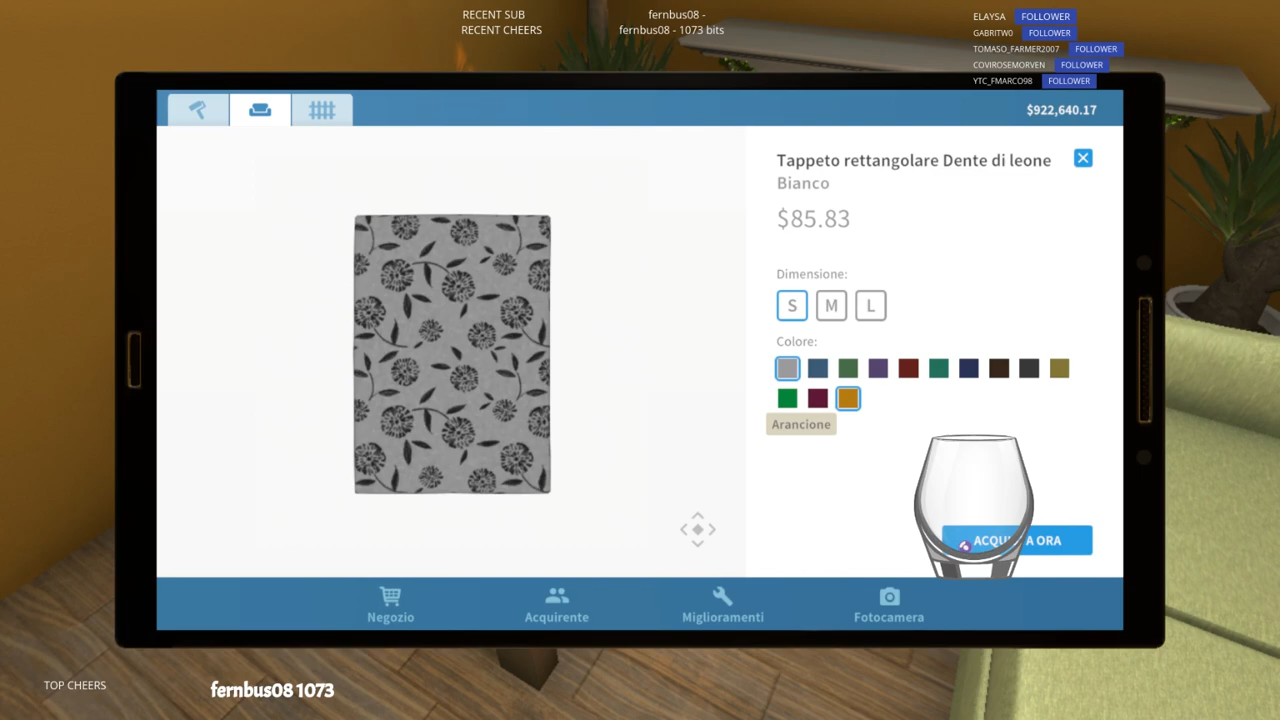 RECENT SUB
fernbus08 -
RECENT CHEERS
fernbus08 - 1073 bits
ELAYSA FOLLOWER
GABRITW0 FOLLOWER
TOMASO_FARMER2007 FOLLOWER
COVIROSEMORVEN FOLLOWER
YTC_FMARCO98 FOLLOWER
$922,640.17
Tappeto rettangolare Dente di leone
Bianco
$85.83
Dimensione:
S M L
Colore:
Arancione
ORA
Negozio
Acquirente
Miglioramenti
Fotocamera
TOP CHEERS
fernbus08 1073